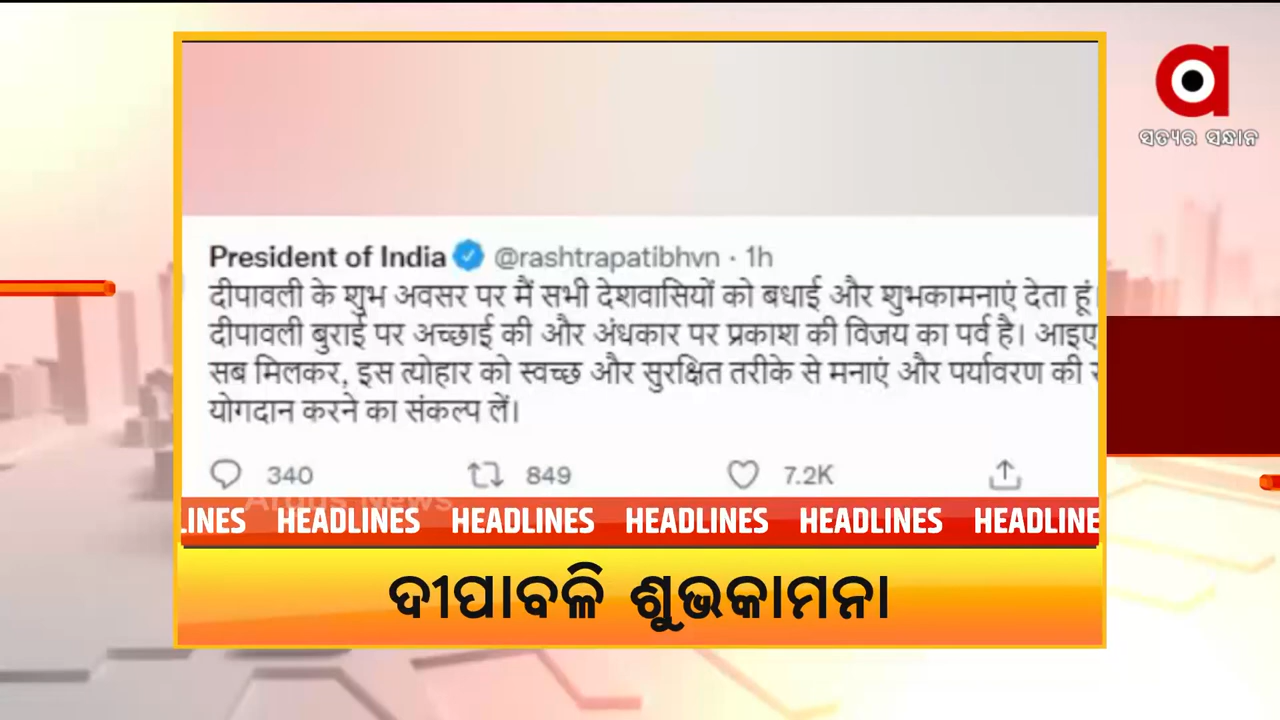 ସତ୍ୟର ସନ୍ଧାନ
President of India @rashtrapatibhvn · 1h
दीपावली के शुभ अवसर पर मैं सभी देशवासियों को बधाई और शुभकामनाएं देता हूं।
दीपावली बुराई पर अच्छाई की और अंधकार पर प्रकाश की विजय का पर्व है। आइए
सब मिलकर, इस त्योहार को स्वच्छ और सुरक्षित तरीके से मनाएं और पर्यावरण की
योगदान करने का संकल्प लें।
340 849 7.2K
Argus News
LINES HEADLINES HEADLINES HEADLINES HEADLINES HEADLINE
ଦୀପାବଳି ଶୁଭକାମନା